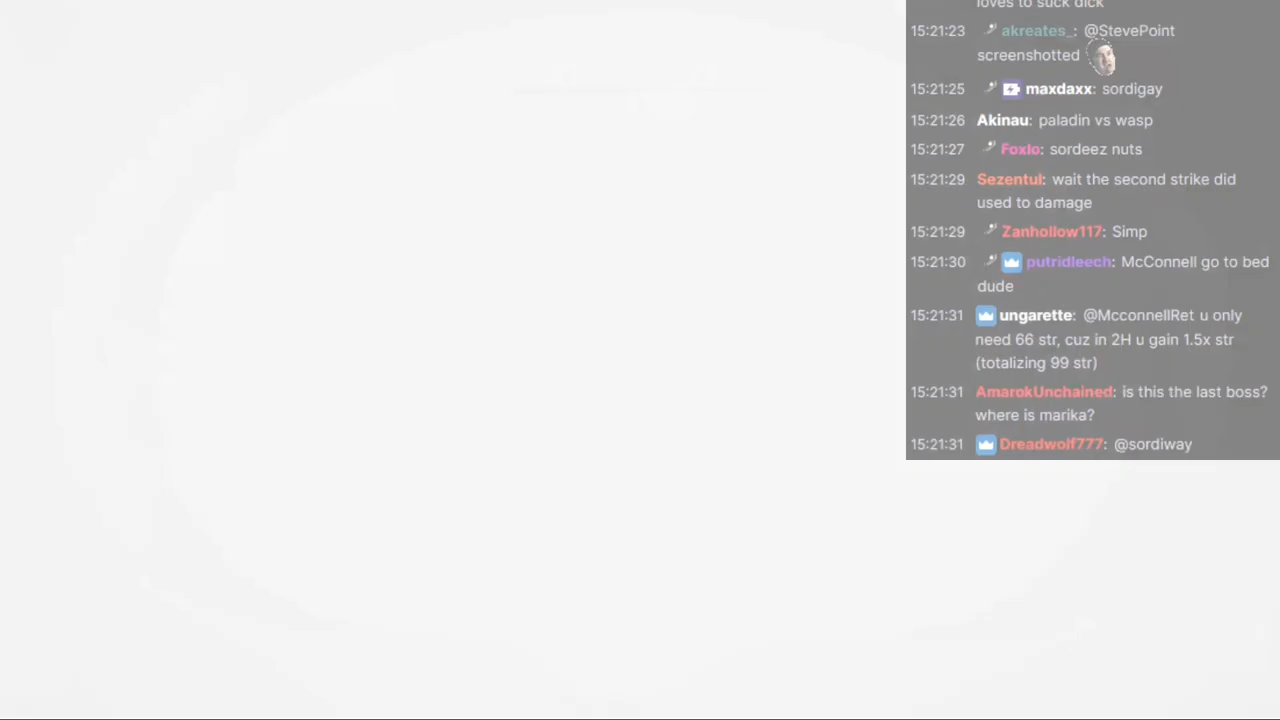 loves to suck dick
15:21:23 akreates_: @StevePoint
screenshotted
15:21:25 maxdaxx: sordigay
15:21:26 Akinau: paladin vs wasp
15:21:27 Foxlo: sordeez nuts
15:21:29 Sezentul: wait the second strike did
used to damage
15:21:29 Zanhollow117: Simp
15:21:30 putridleech: McConnell go to bed
dude
15:21:31 ungarette: @McconnellRet u only
need 66 str, cuz in 2H u gain 1.5x str
(totalizing 99 str)
15:21:31 AmarokUnchained: is this the last boss?
where is marika?
15:21:31 Dreadwolf777: @sordiway